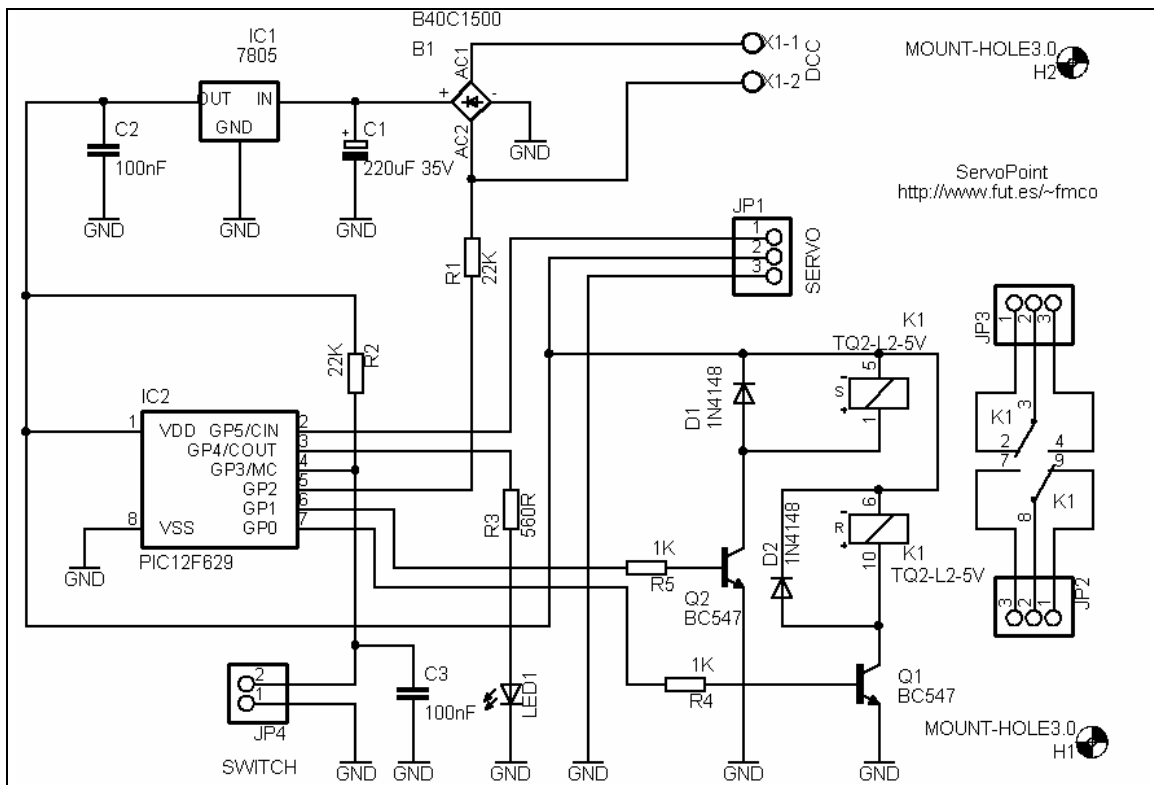 B40C1500
IC1
7805
B1
AC1
X1-1
X1-2
DCC
MOUNT-HOLE3.0
H2
OUT
IN
GND
+
-
AC2
C2
100nF
+
C1
220uF 35V
GND
GND
GND
GND
ServoPoint
http://www.fut.es/~fmco
JP1
1
2
3
SERVO
R1
22K
R2
22K
K1
TQ2-L2-5V
JP3
1
2
3
IC2
1
VDD
GP5/CIN
2
GP4/COUT
3
GP3/MC
4
GP2
5
GP1
6
8
VSS
GP0
7
PIC12F629
GND
R3
560R
D1
1N4148
-
5
S
+
1
K1
3
2
4
7
9
8
K1
D2
1N4148
-
6
R
+
10
K1
TQ2-L2-5V
1K
R5
Q2
BC547
3
2
1
JP2
1K
R4
Q1
BC547
2
1
JP4
SWITCH
C3
100nF
LED1
GND
GND
GND
GND
GND
GND
MOUNT-HOLE3.0
H1